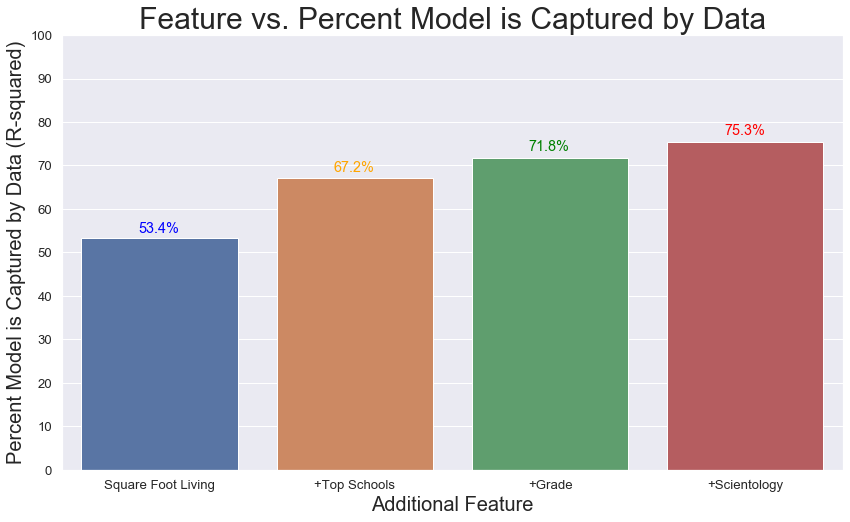 Feature vs. Percent Model is Captured by Data
Percent Model is Captured by Data (R-squared)
100
90
80
70
60
50
40
30
20
10
0
53.4%
67.2%
71.8%
75.3%
Square Foot Living
+Top Schools
+Grade
+Scientology
Additional Feature